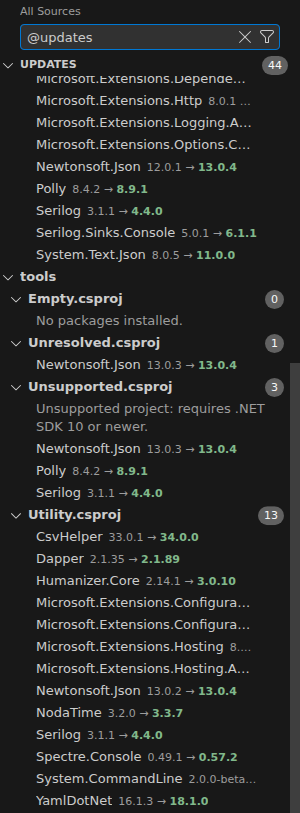 All Sources
@updates
UPDATES 44
Microsoft.Extensions.Depende...
Microsoft.Extensions.Http 8.0.1 ...
Microsoft.Extensions.Logging.A...
Microsoft.Extensions.Options.C...
Newtonsoft.Json 12.0.1 → 13.0.4
Polly 8.4.2 → 8.9.1
Serilog 3.1.1 → 4.4.0
Serilog.Sinks.Console 5.0.1 → 6.1.1
System.Text.Json 8.0.5 → 11.0.0
tools
Empty.csproj 0
No packages installed.
Unresolved.csproj 1
Newtonsoft.Json 13.0.3 → 13.0.4
Unsupported.csproj 3
Unsupported project: requires .NET
SDK 10 or newer.
Newtonsoft.Json 13.0.3 → 13.0.4
Polly 8.4.2 → 8.9.1
Serilog 3.1.1 → 4.4.0
Utility.csproj 13
CsvHelper 33.0.1 → 34.0.0
Dapper 2.1.35 → 2.1.89
Humanizer.Core 2.14.1 → 3.0.10
Microsoft.Extensions.Configura...
Microsoft.Extensions.Configura...
Microsoft.Extensions.Hosting 8....
Microsoft.Extensions.Hosting.A...
Newtonsoft.Json 13.0.2 → 13.0.4
NodaTime 3.2.0 → 3.3.7
Serilog 3.1.1 → 4.4.0
Spectre.Console 0.49.1 → 0.57.2
System.CommandLine 2.0.0-beta...
YamlDotNet 16.1.3 → 18.1.0